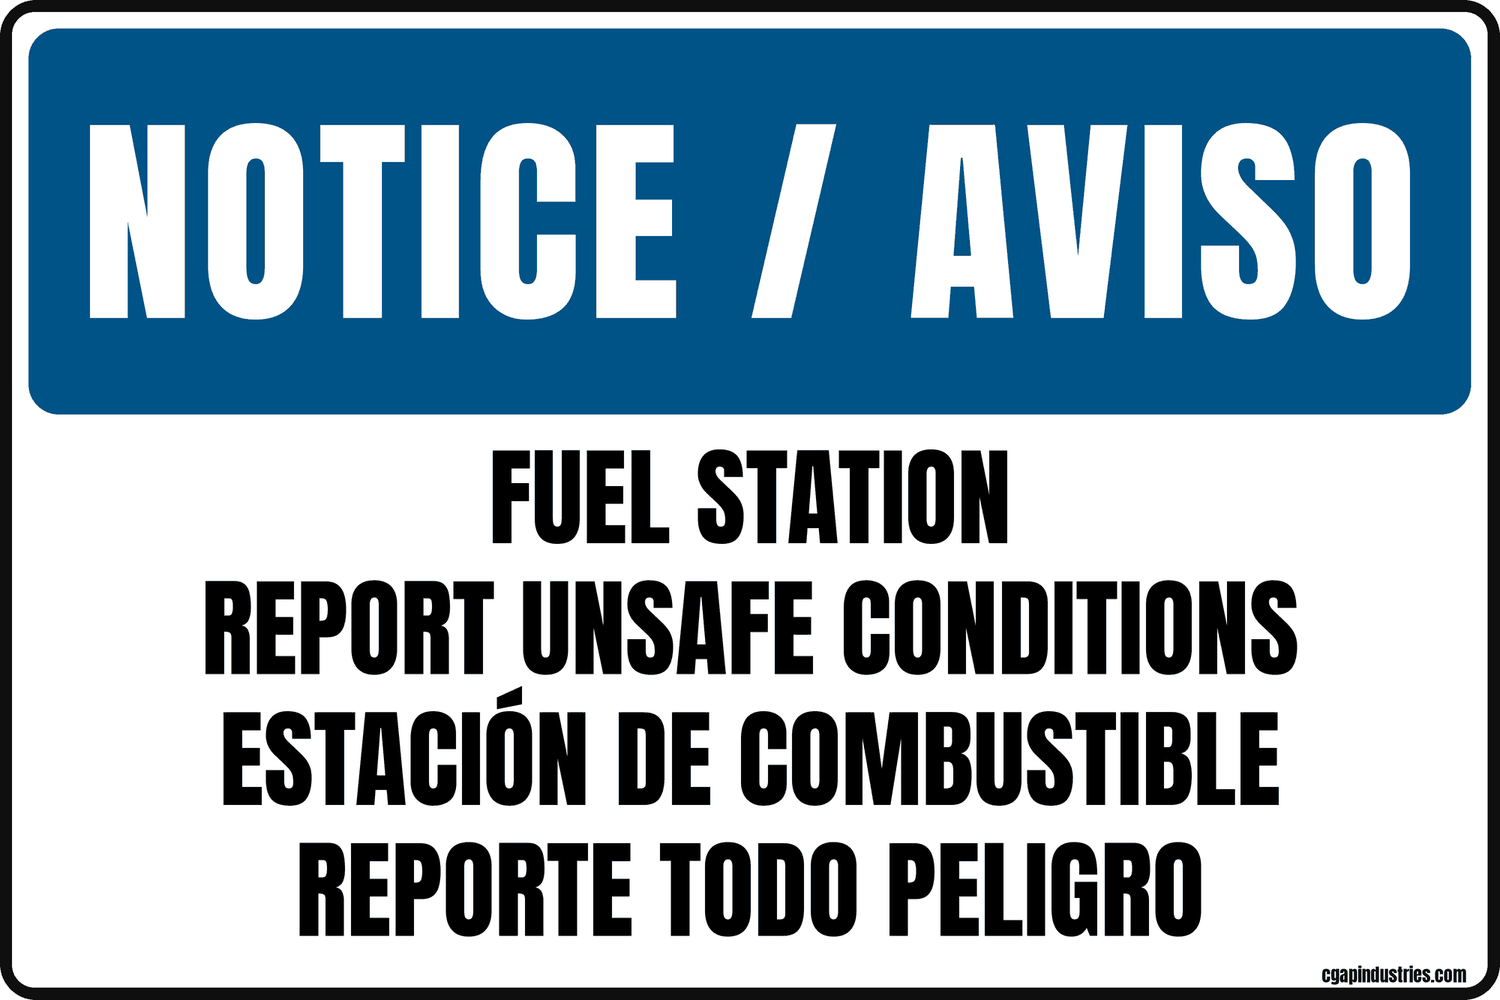 NOTICE / AVISO
FUEL STATION
REPORT UNSAFE CONDITIONS
ESTACIÓN DE COMBUSTIBLE
REPORTE TODO PELIGRO
cgapindustries.com